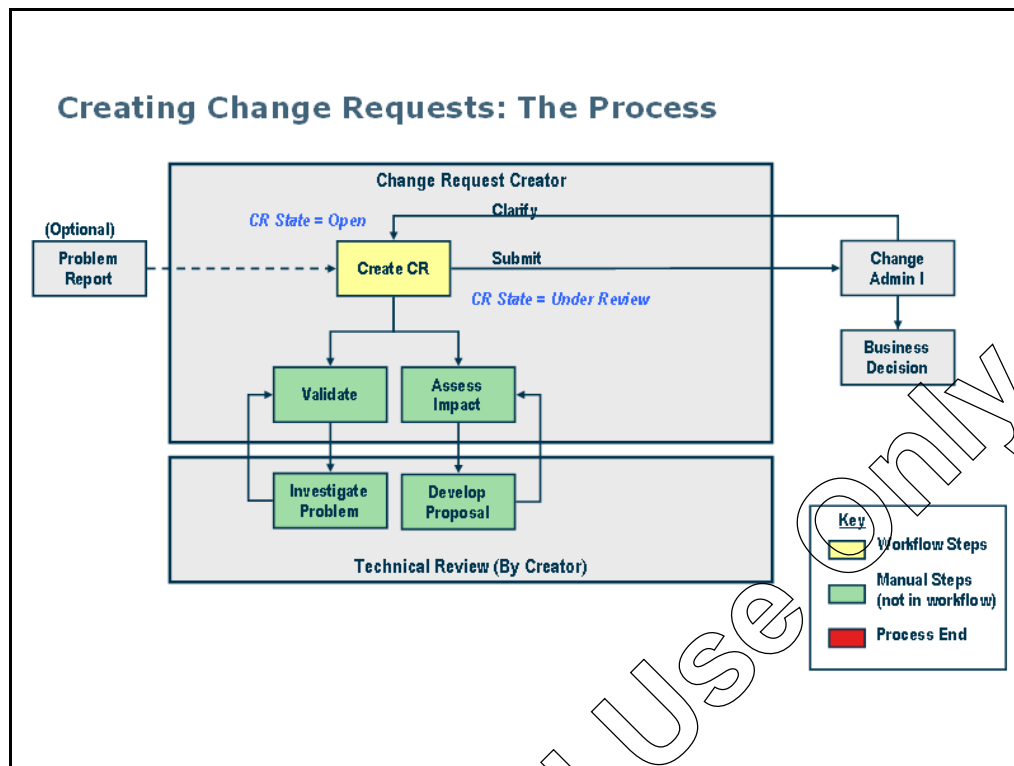 Creating Change Requests: The Process
Change Request Creator
CR State = Open
Clarify
(Optional)
Problem
Report
Create CR
Submit
Change
Admin I
CR State = Under Review
Business
Decision
Validate
Assess
Impact
Investigate
Problem
Develop
Proposal
Technical Review (By Creator)
Key
Workflow Steps
Manual Steps
(not in workflow)
Process End
Use Only